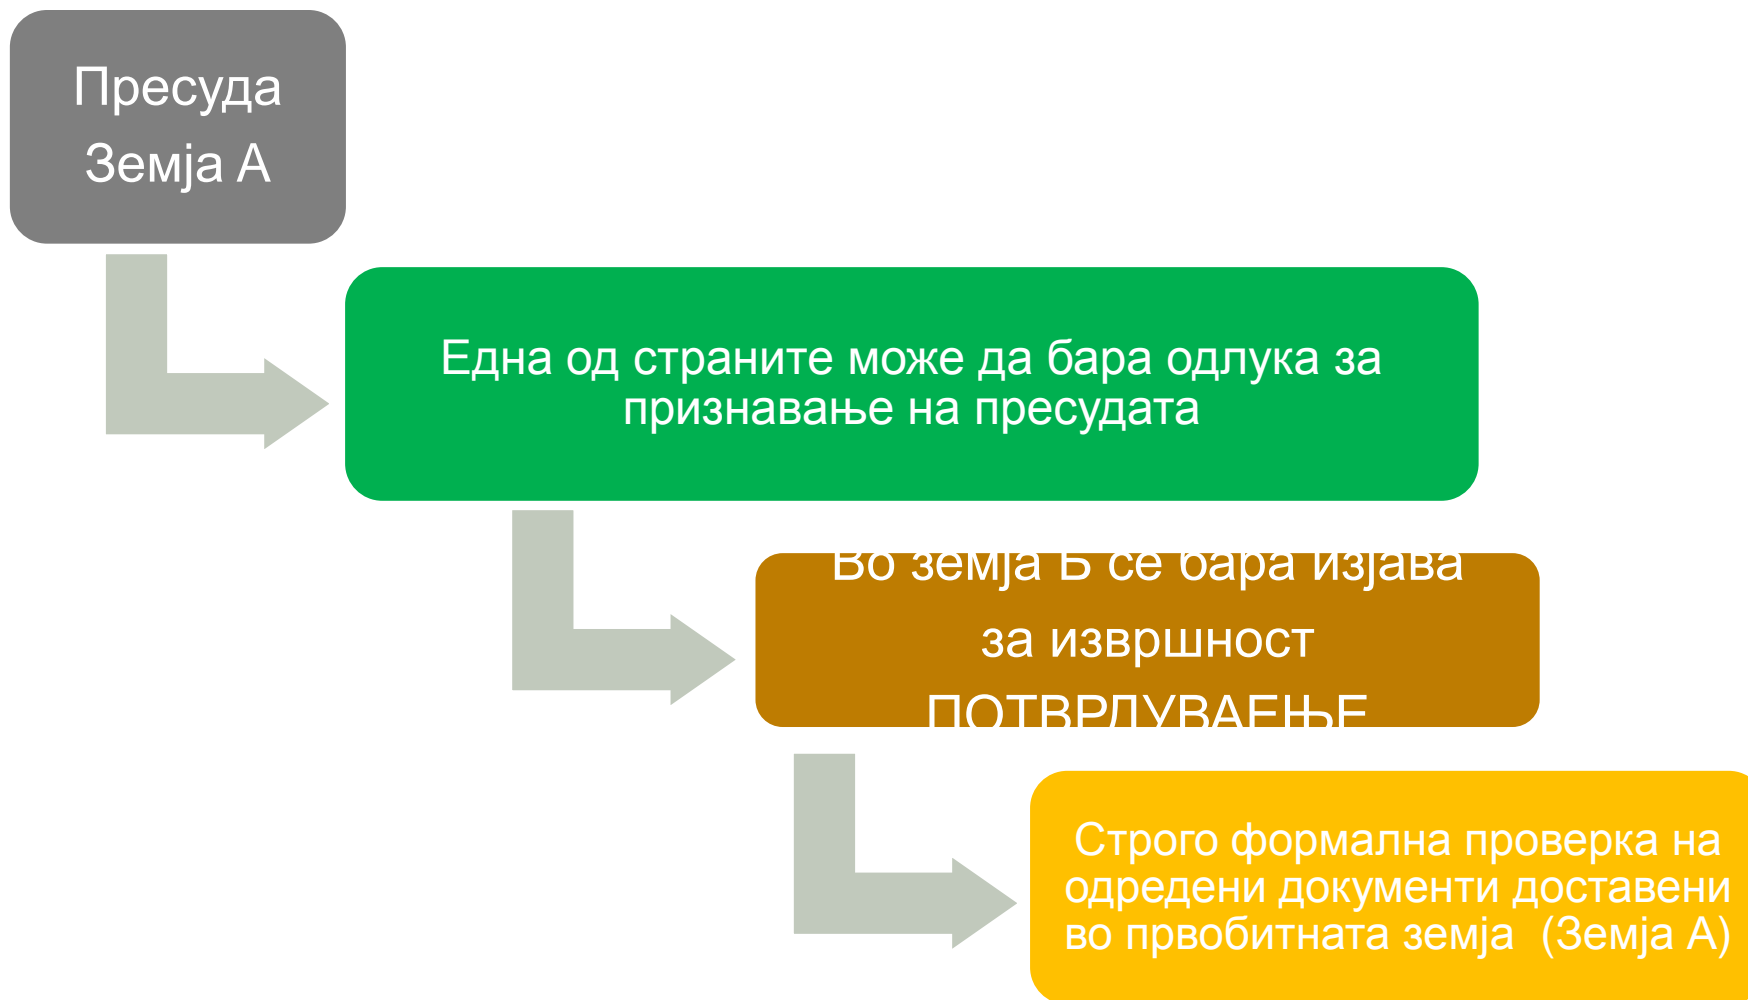 Пресуда
Земја А
Една од страните може да бара одлука за
признавање на пресудата
Во земја Б се бара изјава
за извршност
ПОТВРДУВАЕЊЕ
Строго формална проверка на
одредени документи доставени
во првобитната земја (Земја А)